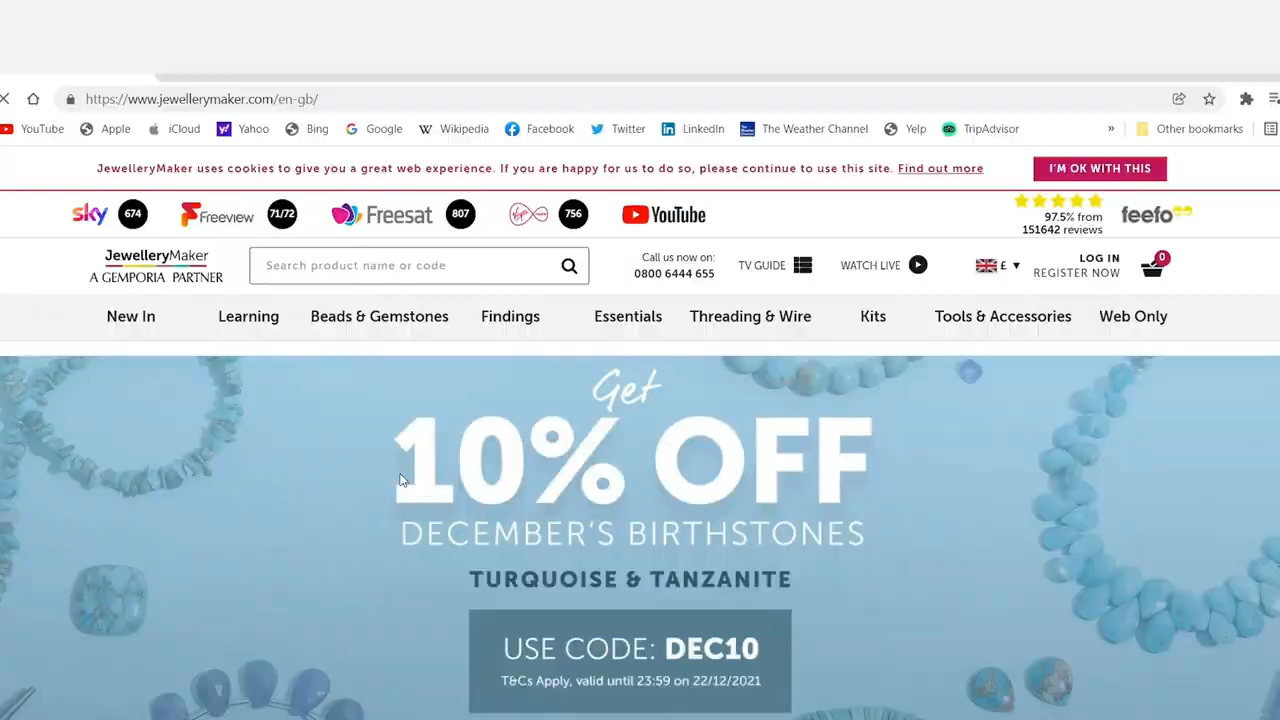 https://www.jewellerymaker.com/en-gb/
YouTube Apple iCloud Yahoo Bing Google Wikipedia Facebook Twitter LinkedIn The Weather Channel Yelp TripAdvisor » Other bookmarks
JewelleryMaker uses cookies to give you a great web experience. If you are happy for us to do so, please continue to use this site. Find out more I'M OK WITH THIS
sky 674 Freeview 71/72 Freesat 807 Virgin media 756 YouTube
97.5% from
151642 reviews
feefo
JewelleryMaker
A GEMPORIA PARTNER
Search product name or code
Call us now on:
0800 6444 655
TV GUIDE WATCH LIVE £ ▼
LOG IN
REGISTER NOW
0
New In Learning Beads & Gemstones Findings Essentials Threading & Wire Kits Tools & Accessories Web Only
Get
10% OFF
DECEMBER'S BIRTHSTONES
TURQUOISE & TANZANITE
USE CODE: DEC10
T&Cs Apply, valid until 23:59 on 22/12/2021